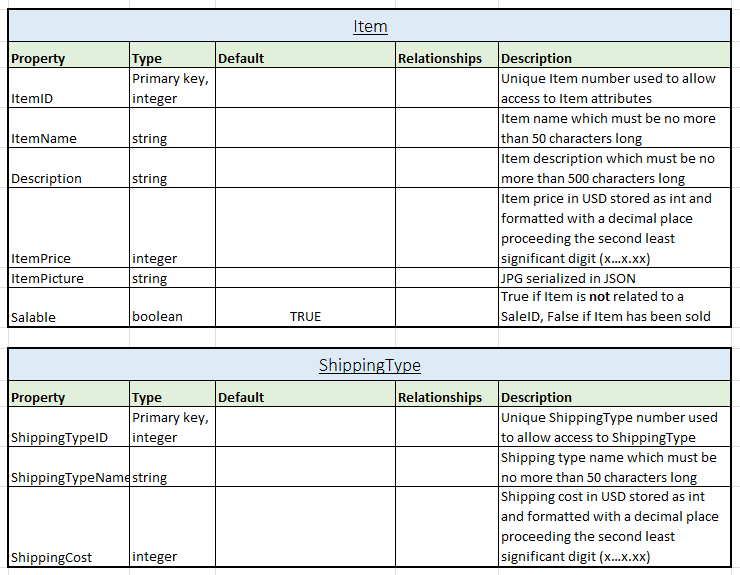 Item
Property Type Default Relationships Description
ItemID Primary key, integer Unique Item number used to allow access to Item attributes
ItemName string Item name which must be no more than 50 characters long
Description string Item description which must be no more than 500 characters long
ItemPrice integer Item price in USD stored as int and formatted with a decimal place proceeding the second least significant digit (x...x.xx)
ItemPicture string JPG serialized in JSON
Salable boolean TRUE True if Item is not related to a SaleID, False if Item has been sold
ShippingType
Property Type Default Relationships Description
ShippingTypeID Primary key, integer Unique ShippingType number used to allow access to ShippingType
ShippingTypeName string Shipping type name which must be no more than 50 characters long
ShippingCost integer Shipping cost in USD stored as int and formatted with a decimal place proceeding the second least significant digit (x...x.xx)